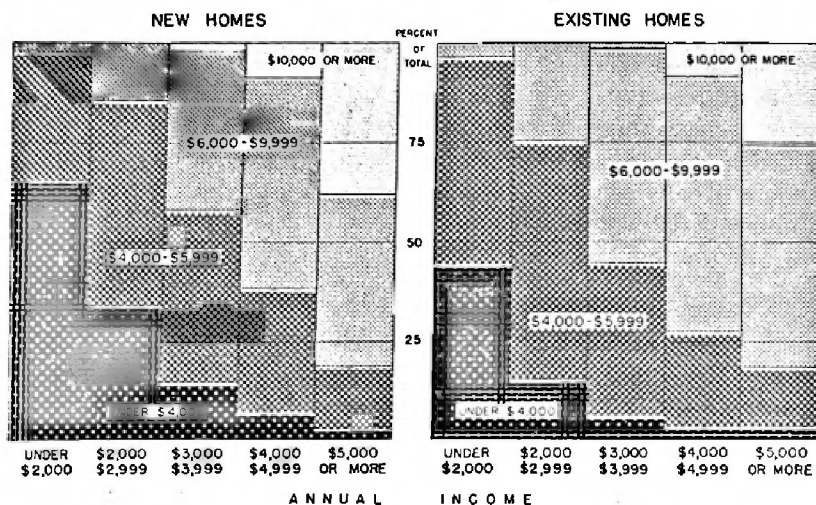 NEW HOMES
PERCENT
OF
TOTAL
EXISTING HOMES
$10,000 OR MORE
$10,000 OR MORE
75
$6,000-$9,999
$6,000-$9,999
50
$4,000-$5,999
$4,000-$5,999
25
UNDER $4,000
UNDER $4,000
UNDER $2,000 $3,000 $4,000 $5,000
$2,000 $2,999 $3,999 $4,999 OR MORE
UNDER $2,000 $3,000 $4,000 $5,000
$2,000 $2,999 $3,999 $4,999 OR MORE
ANNUAL INCOME